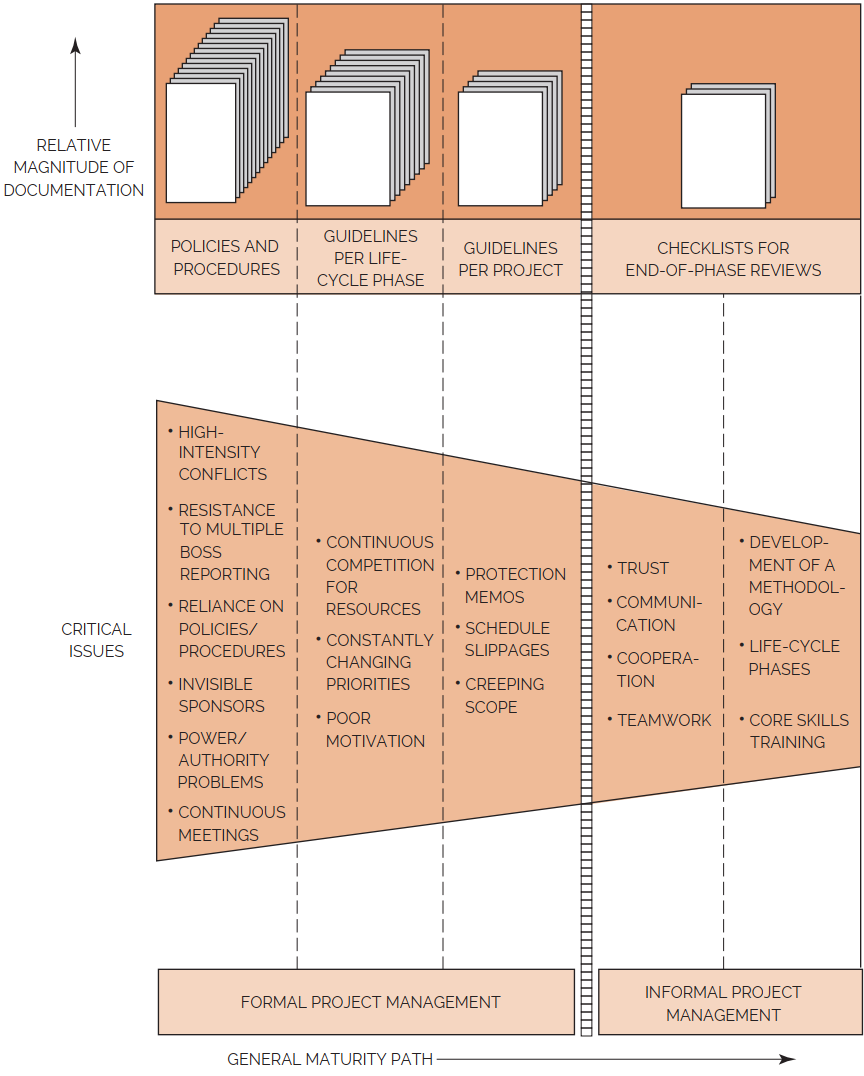 RELATIVE
MAGNITUDE OF
DOCUMENTATION
POLICIES AND
PROCEDURES
GUIDELINES
PER LIFE-
CYCLE PHASE
GUIDELINES
PER PROJECT
CHECKLISTS FOR
END-OF-PHASE REVIEWS
CRITICAL
ISSUES
• HIGH-
INTENSITY
CONFLICTS
• RESISTANCE
TO MULTIPLE
BOSS
REPORTING
• RELIANCE ON
POLICIES/
PROCEDURES
• INVISIBLE
SPONSORS
• POWER/
AUTHORITY
PROBLEMS
• CONTINUOUS
MEETINGS
• CONTINUOUS
COMPETITION
FOR
RESOURCES
• CONSTANTLY
CHANGING
PRIORITIES
• POOR
MOTIVATION
• PROTECTION
MEMOS
• SCHEDULE
SLIPPAGES
• CREEPING
SCOPE
• TRUST
• COMMUNI-
CATION
• COOPERA-
TION
• TEAMWORK
• DEVELOP-
MENT OF A
METHODOL-
OGY
• LIFE-CYCLE
PHASES
• CORE SKILLS
TRAINING
FORMAL PROJECT MANAGEMENT
INFORMAL PROJECT
MANAGEMENT
GENERAL MATURITY PATH